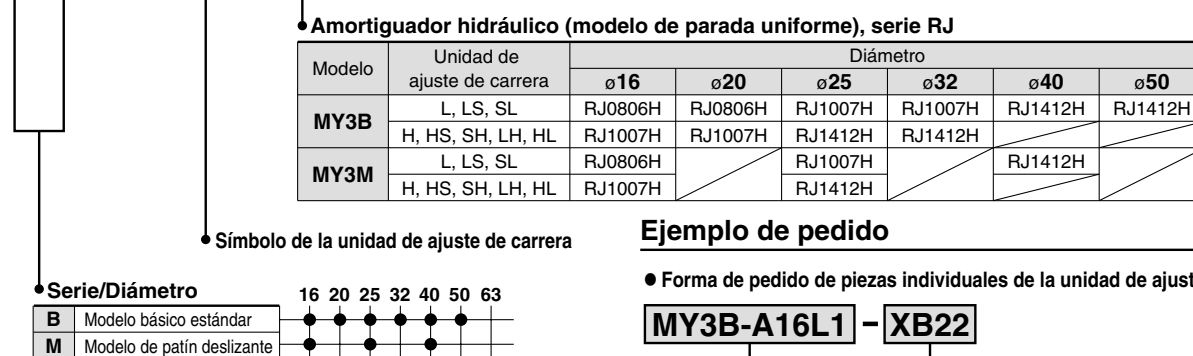 Amortiguador hidráulico (modelo de parada uniforme), serie RJ
Modelo Unidad de ajuste de carrera Diámetro
ø16 ø20 ø25 ø32 ø40 ø50
MY3B L, LS, SL RJ0806H RJ0806H RJ1007H RJ1007H RJ1412H RJ1412H
H, HS, SH, LH, HL RJ1007H RJ1007H RJ1412H RJ1412H
MY3M L, LS, SL RJ0806H RJ1007H RJ1412H
H, HS, SH, LH, HL RJ1007H RJ1412H
Símbolo de la unidad de ajuste de carrera
Ejemplo de pedido
Serie/Diámetro 16 20 25 32 40 50 63
B Modelo básico estándar
M Modelo de patín deslizante
Forma de pedido de piezas individuales de la unidad de ajust
MY3B-A16L1 – XB22